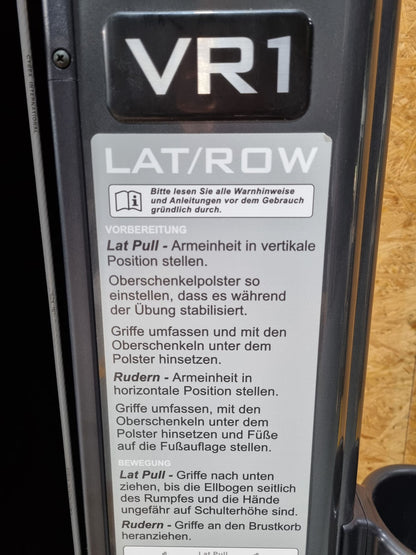 CYBEX INTERNATIONAL
VR1
LAT/ROW
Bitte lesen Sie alle Warnhinweise
und Anleitungen vor dem Gebrauch
gründlich durch.
VORBEREITUNG
Lat Pull - Armeinheit in vertikale
Position stellen.
Oberschenkelpolster so
einstellen, dass es während
der Übung stabilisiert.
Griffe umfassen und mit den
Oberschenkeln unter dem
Polster hinsetzen.
Rudern - Armeinheit in
horizontale Position stellen.
Griffe umfassen, mit den
Oberschenkeln unter dem
Polster hinsetzen und Füße
auf die Fußauflage stellen.
BEWEGUNG
Lat Pull - Griffe nach unten
ziehen, bis die Ellbogen seitlich
des Rumpfes und die Hände
ungefähr auf Schulterhöhe sind.
Rudern - Griffe an den Brustkorb
heranziehen.
Lat Pull